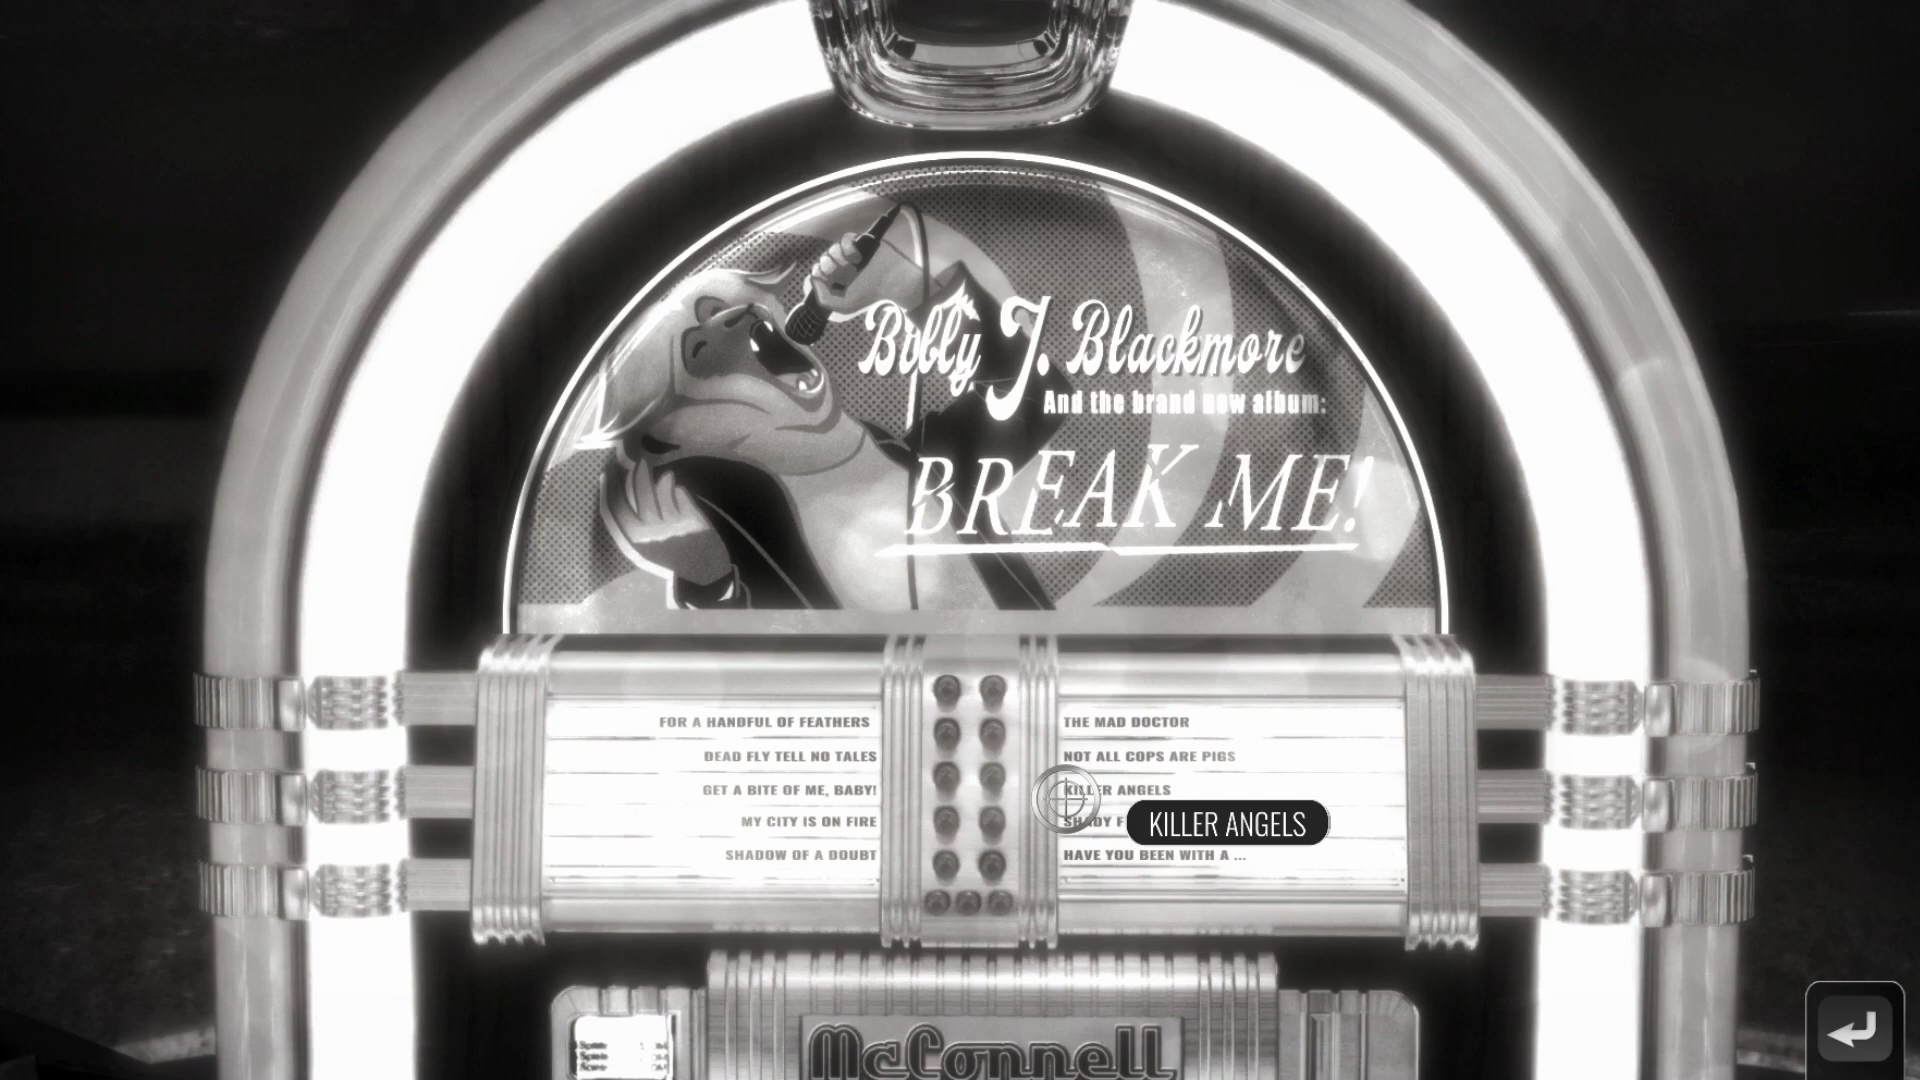 Billy J. Blackmore
And the brand new album:
BREAK ME!
FOR A HANDFUL OF FEATHERS
DEAD FLY TELL NO TALES
GET A BITE OF ME, BABY!
MY CITY IS ON FIRE
SHADOW OF A DOUBT
THE MAD DOCTOR
NOT ALL COPS ARE PIGS
KILLER ANGELS
SHADY F
KILLER ANGELS
HAVE YOU BEEN WITH A ...
McConnell